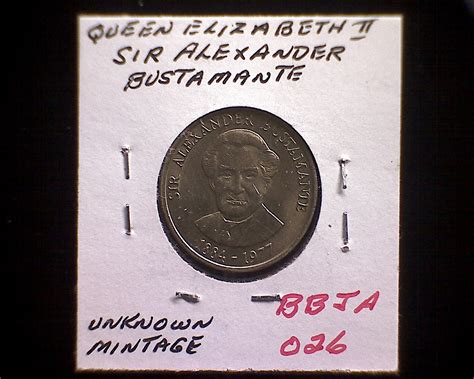 QUEEN ELIZABETH II
SIR ALEXANDER
BUSTAMANTE
SIR ALEXANDER BUSTAMANTE
1884-1977
UNKNOWN
MINTAGE
BBJA
026